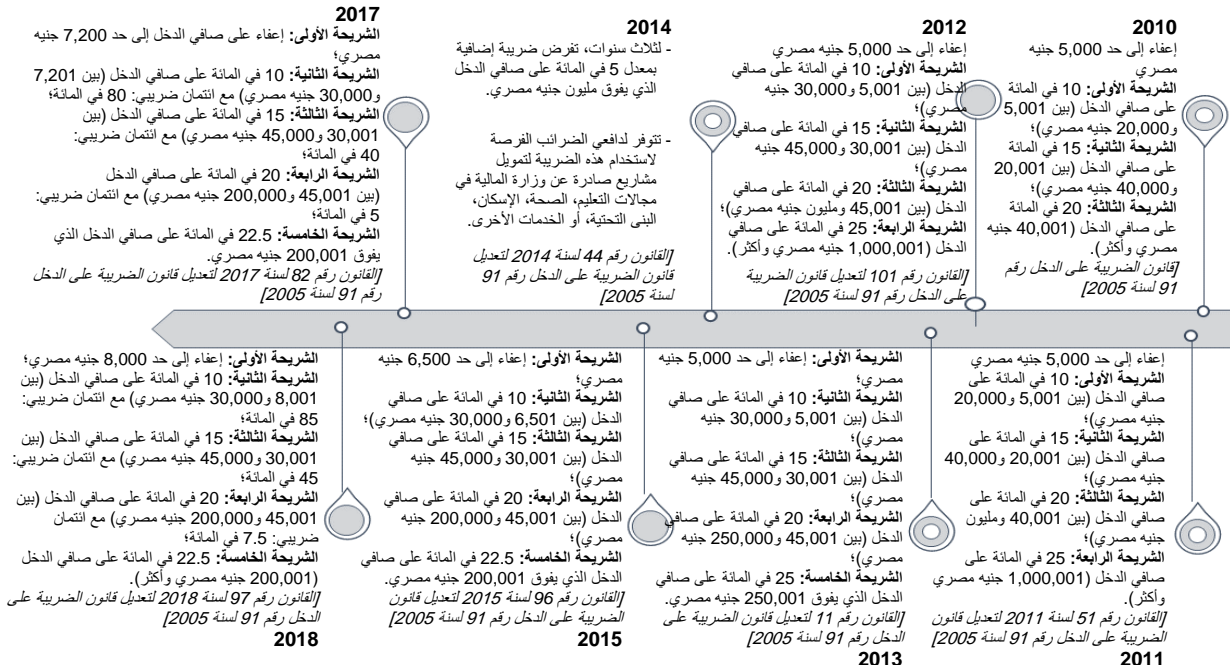 2010
إعفاء إلى حد 5,000 جنيه
مصري
الشريحة الأولى: 10 في المائة
على صافي الدخل (بين 5,001
و20,000 جنيه مصري)؛
الشريحة الثانية: 15 في المائة
على صافي الدخل (بين 20,001
و40,000 جنيه مصري)؛
الشريحة الثالثة: 20 في المائة
على صافي الدخل (40,001 جنيه
مصري وأكثر).
[قانون الضريبة على الدخل رقم
91 لسنة 2005]
2012
إعفاء إلى حد 5,000 جنيه مصري
الشريحة الأولى: 10 في المائة على صافي
الدخل (بين 5,001 و30,000 جنيه
مصري)؛
الشريحة الثانية: 15 في المائة على صافي
الدخل (بين 30,001 و45,000 جنيه
مصري)؛
الشريحة الثالثة: 20 في المائة على صافي
الدخل (بين 45,001 ومليون جنيه مصري)؛
الشريحة الرابعة: 25 في المائة على صافي
الدخل (1,000,001 جنيه مصري وأكثر).
[القانون رقم 101 لتعديل قانون الضريبة
على الدخل رقم 91 لسنة 2005]
2014
- لثلاث سنوات، تفرض ضريبة إضافية
بمعدل 5 في المائة على صافي الدخل
الذي يفوق مليون جنيه مصري.
- تتوفر لدافعي الضرائب الفرصة
لاستخدام هذه الضريبة لتمويل
مشاريع صادرة عن وزارة المالية في
مجالات التعليم، الصحة، الإسكان،
البنى التحتية، أو الخدمات الأخرى.
[القانون رقم 44 لسنة 2014 لتعديل
قانون الضريبة على الدخل رقم 91
لسنة 2005]
2017
الشريحة الأولى: إعفاء على صافي الدخل إلى حد 7,200 جنيه
مصري؛
الشريحة الثانية: 10 في المائة على صافي الدخل (بين 7,201
و30,000 جنيه مصري) مع ائتمان ضريبي: 80 في المائة؛
الشريحة الثالثة: 15 في المائة على صافي الدخل (بين
30,001 و45,000 جنيه مصري) مع ائتمان ضريبي:
40 في المائة؛
الشريحة الرابعة: 20 في المائة على صافي الدخل
(بين 45,001 و200,000 جنيه مصري) مع ائتمان ضريبي:
5 في المائة؛
الشريحة الخامسة: 22.5 في المائة على صافي الدخل الذي
يفوق 200,001 جنيه مصري.
[القانون رقم 82 لسنة 2017 لتعديل قانون الضريبة على الدخل
رقم 91 لسنة 2005]
إعفاء إلى حد 5,000 جنيه مصري
الشريحة الأولى: 10 في المائة على
صافي الدخل (بين 5,001 و20,000
جنيه مصري)؛
الشريحة الثانية: 15 في المائة على
صافي الدخل (بين 20,001 و40,000
جنيه مصري)؛
الشريحة الثالثة: 20 في المائة على
صافي الدخل (بين 40,001 ومليون
جنيه مصري)؛
الشريحة الرابعة: 25 في المائة على
صافي الدخل (1,000,001 جنيه مصري
وأكثر).
[القانون رقم 51 لسنة 2011 لتعديل قانون
الضريبة على الدخل رقم 91 لسنة 2005]
2011
الشريحة الأولى: إعفاء إلى حد 5,000 جنيه
مصري؛
الشريحة الثانية: 10 في المائة على صافي
الدخل (بين 5,001 و30,000 جنيه
مصري)؛
الشريحة الثالثة: 15 في المائة على صافي
الدخل (بين 30,001 و45,000 جنيه
مصري)؛
الشريحة الرابعة: 20 في المائة على صافي
الدخل (بين 45,001 و250,000 جنيه
مصري)؛
الشريحة الخامسة: 25 في المائة على صافي
الدخل الذي يفوق 250,001 جنيه مصري.
[القانون رقم 11 لتعديل قانون الضريبة على
الدخل رقم 91 لسنة 2005]
2013
الشريحة الأولى: إعفاء إلى حد 6,500 جنيه
مصري؛
الشريحة الثانية: 10 في المائة على صافي
الدخل (بين 6,501 و30,000 جنيه مصري)؛
الشريحة الثالثة: 15 في المائة على صافي
الدخل (بين 30,001 و45,000 جنيه
مصري)؛
الشريحة الرابعة: 20 في المائة على صافي
الدخل (بين 45,001 و200,000 جنيه
مصري)؛
الشريحة الخامسة: 22.5 في المائة على صافي
الدخل الذي يفوق 200,001 جنيه مصري.
[القانون رقم 96 لسنة 2015 لتعديل قانون
الضريبة على الدخل رقم 91 لسنة 2005]
2015
الشريحة الأولى: إعفاء إلى حد 8,000 جنيه مصري؛
الشريحة الثانية: 10 في المائة على صافي الدخل (بين
8,001 و30,000 جنيه مصري) مع ائتمان ضريبي:
85 في المائة؛
الشريحة الثالثة: 15 في المائة على صافي الدخل (بين
30,001 و45,000 جنيه مصري) مع ائتمان ضريبي:
45 في المائة؛
الشريحة الرابعة: 20 في المائة على صافي الدخل (بين
45,001 و200,000 جنيه مصري) مع ائتمان
ضريبي: 7.5 في المائة؛
الشريحة الخامسة: 22.5 في المائة على صافي الدخل
(200,001 جنيه مصري وأكثر).
[القانون رقم 97 لسنة 2018 لتعديل قانون الضريبة على
الدخل رقم 91 لسنة 2005]
2018